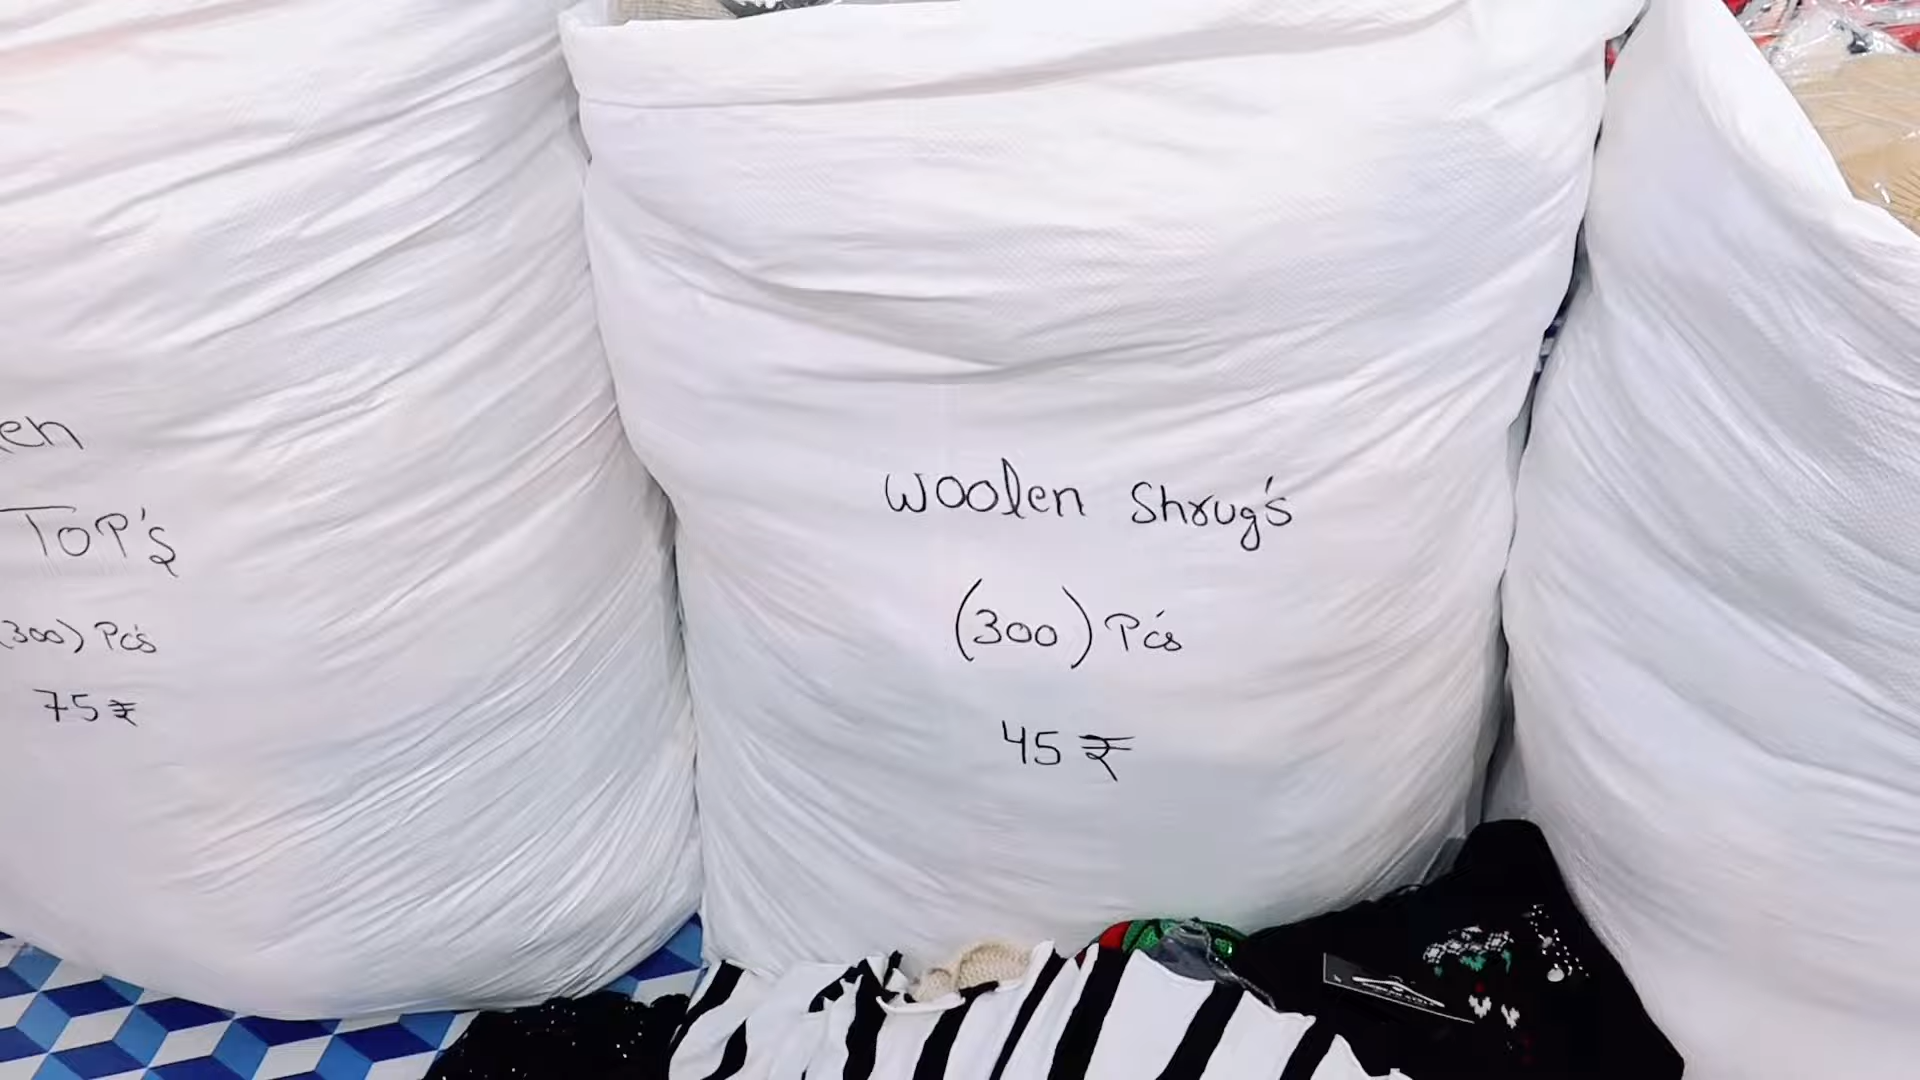 TOP'S
(300) Pcs
75₹
Woolen Shrug's
(300) Pcs
45₹